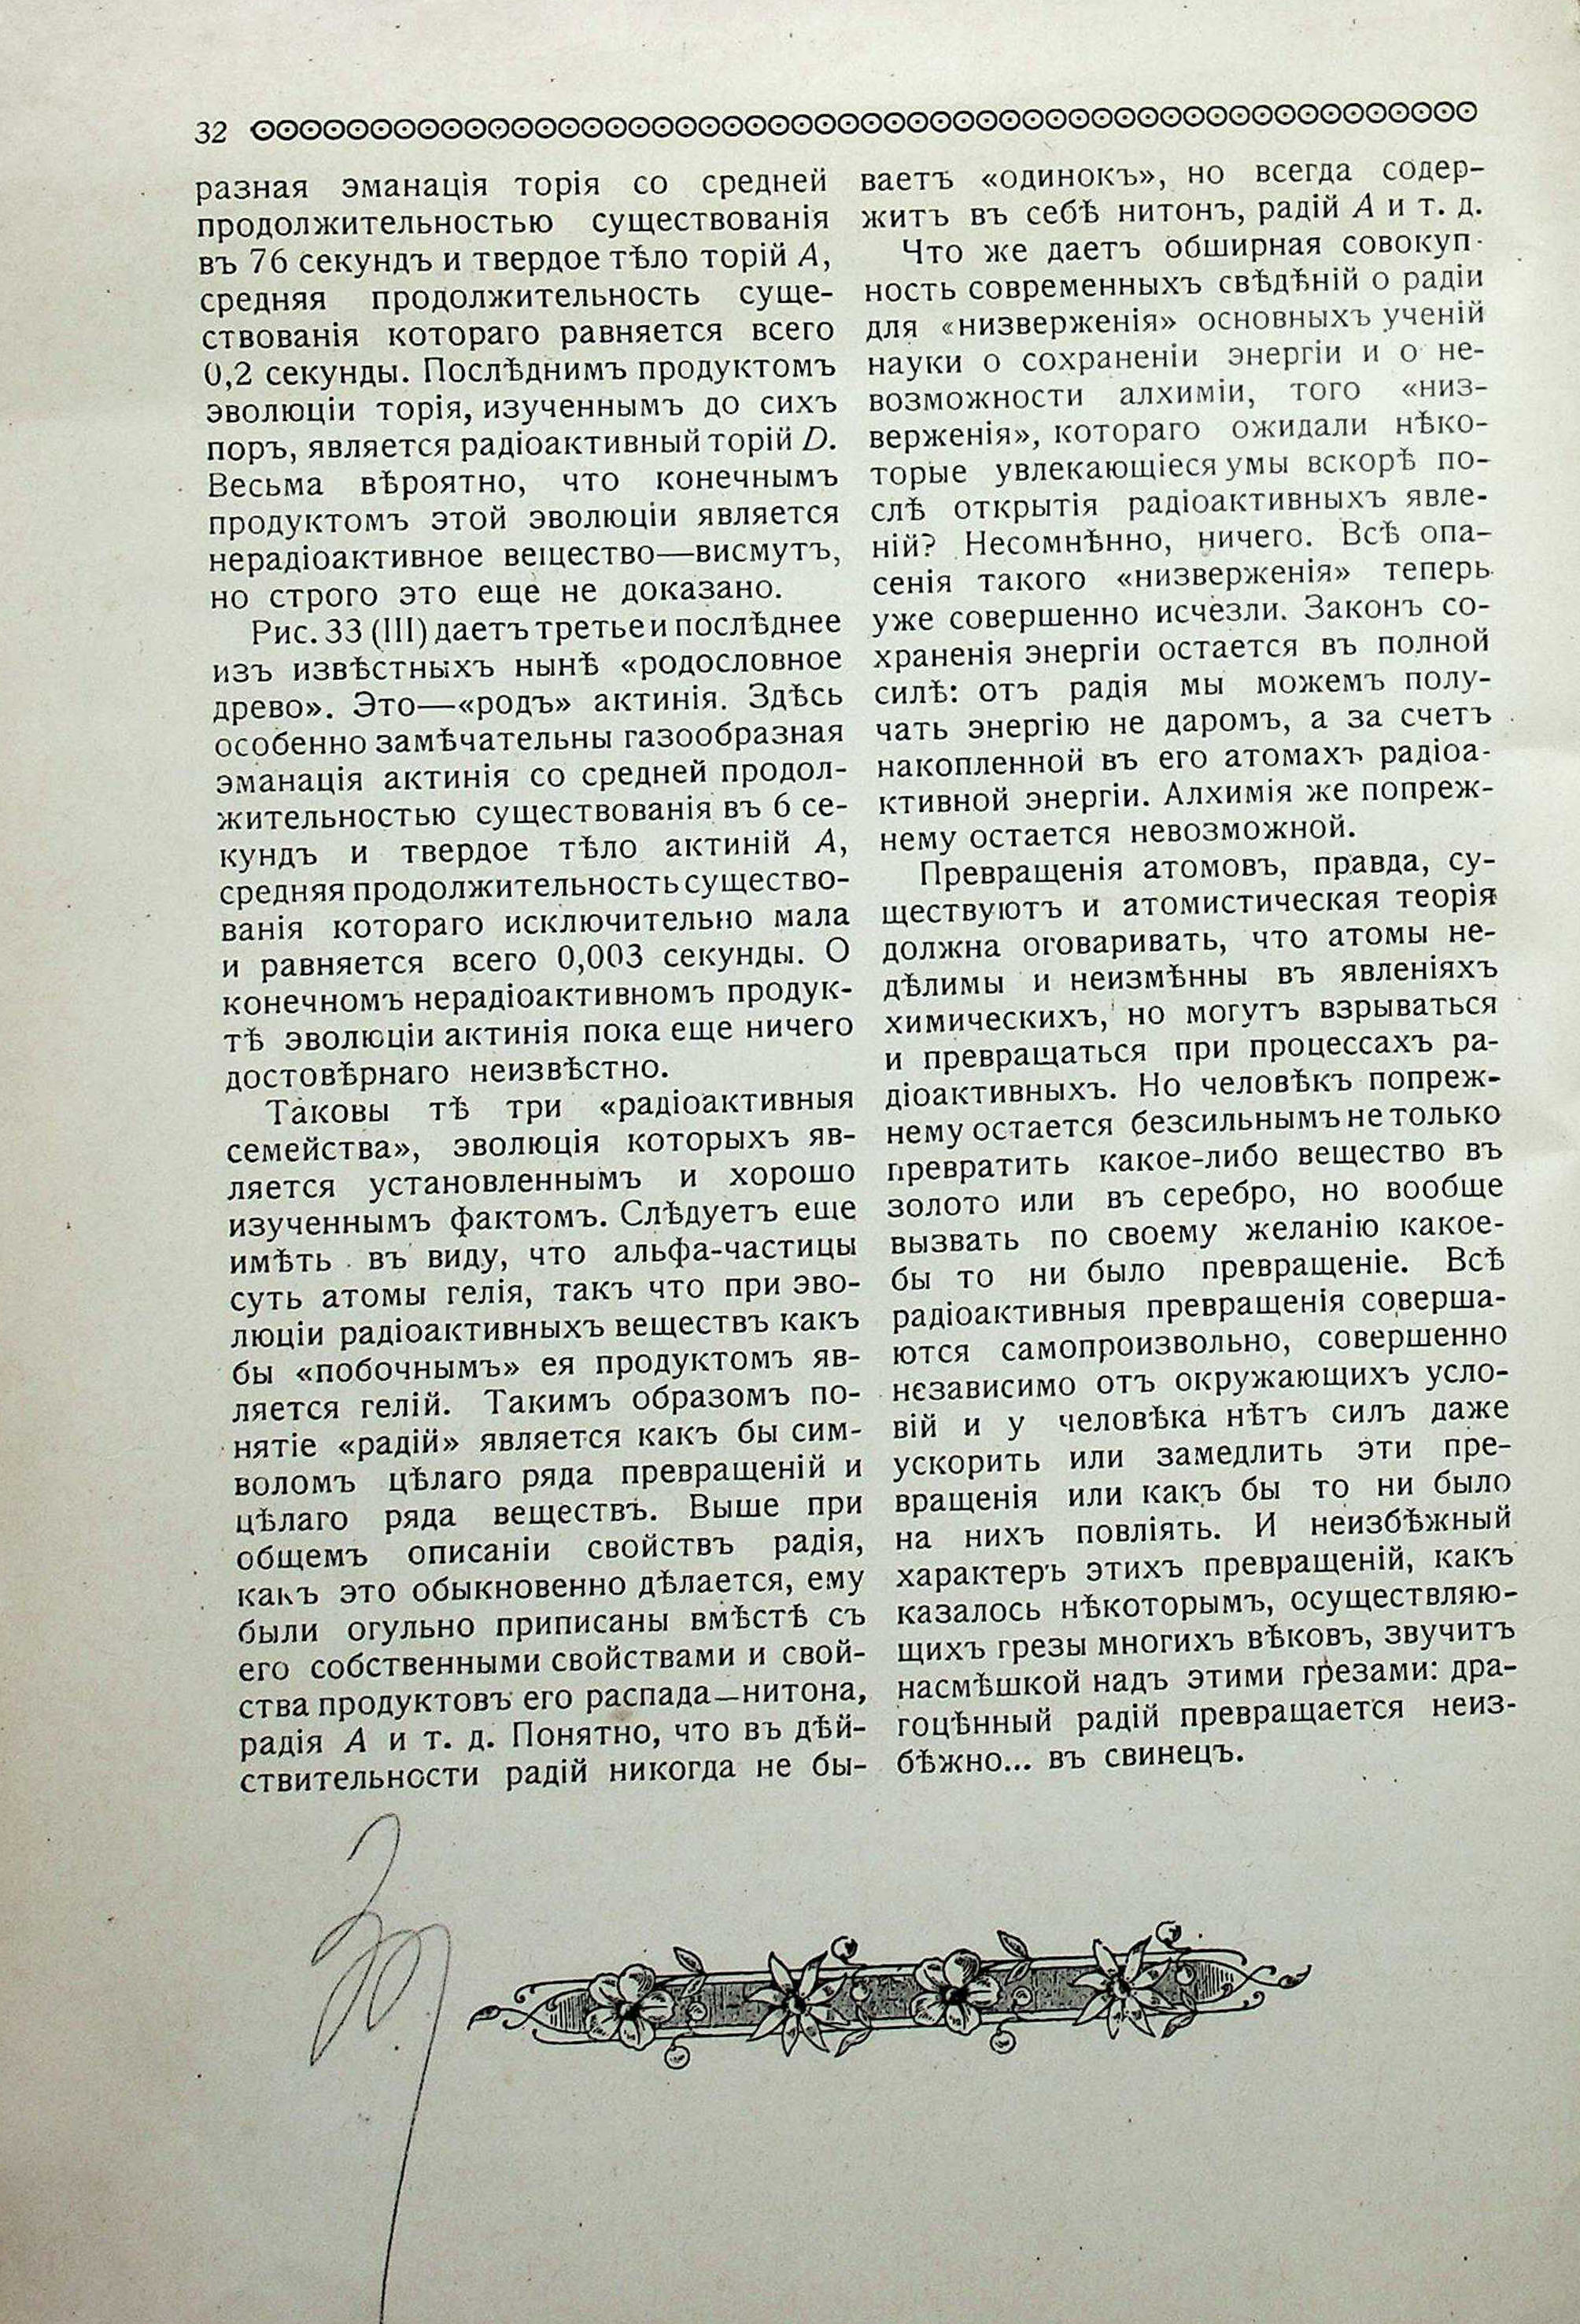 32
разная эманація торія со средней
продолжительностью существованія
въ 76 секундъ и твердое тѣло торій А,
средняя продолжительность суще-
ствованія котораго равняется всего
0,2 секунды. Послѣднимъ продуктомъ
эволюціи торія, изученнымъ до сихъ
поръ, является радіоактивный торій D.
Весьма вѣроятно, что конечнымъ
продуктомъ этой эволюціи является
нерадіоактивное вещество—висмутъ,
но строго это еще не доказано.
Рис. 33 (III) даетъ третье и послѣднее
изъ извѣстныхъ нынѣ «родословное
древо». Это—«родъ» актинія. Здѣсь
особенно замѣчательны газообразная
эманація актинія со средней продол-
жительностью существованія въ 6 се-
кундъ и твердое тѣло актиній А,
средняя продолжительность существо-
ванія котораго исключительно мала
и равняется всего 0,003 секунды. О
конечномъ нерадіоактивномъ продук-
тѣ эволюціи актинія пока еще ничего
достовѣрнаго неизвѣстно.
Таковы тѣ три «радіоактивныя
семейства», эволюція которыхъ яв-
ляется установленнымъ и хорошо
изученнымъ фактомъ. Слѣдуетъ еще
имѣть въ виду, что альфа-частицы
суть атомы гелія, такъ что при эво-
люціи радіоактивныхъ веществъ какъ
бы «побочнымъ» ея продуктомъ яв-
ляется гелій. Такимъ образомъ по-
нятіе «радій» является какъ бы сим-
воломъ цѣлаго ряда превращеній и
цѣлаго ряда веществъ. Выше при
общемъ описаніи свойствъ радія,
какъ это обыкновенно дѣлается, ему
были огульно приписаны вмѣстѣ съ
его собственными свойствами и свой-
ства продуктовъ его распада—нитона,
радія А и т. д. Понятно, что въ дѣй-
ствительности радій никогда не бы-
ваетъ «одинокъ», но всегда содер-
житъ въ себѣ нитонъ, радій А и т. д.
Что же даетъ обширная совокуп-
ность современныхъ свѣдѣній о радіи
для «низверженія» основныхъ ученій
науки о сохраненіи энергіи и о не-
возможности алхиміи, того «низ-
верженія», котораго ожидали нѣко-
торые увлекающіеся умы вскорѣ по-
слѣ открытія радіоактивныхъ явле-
ній? Несомнѣнно, ничего. Всѣ опа-
сенія такого «низверженія» теперь
уже совершенно исчезли. Законъ со-
храненія энергіи остается въ полной
силѣ: отъ радія мы можемъ полу-
чать энергію не даромъ, а за счетъ
накопленной въ его атомахъ радіоа-
ктивной энергіи. Алхимія же попреж-
нему остается невозможной.
Превращенія атомовъ, правда, су-
ществуютъ и атомистическая теорія
должна оговаривать, что атомы не-
дѣлимы и неизмѣнны въ явленіяхъ
химическихъ, но могутъ взрываться
и превращаться при процессахъ ра-
діоактивныхъ. Но человѣкъ попреж-
нему остается безсильнымъ не только
превратить какое-либо вещество въ
золото или въ серебро, но вообще
вызвать по своему желанію какое-
бы то ни было превращеніе. Всѣ
радіоактивныя превращенія соверша-
ются самопроизвольно, совершенно
независимо отъ окружающихъ усло-
вій и у человѣка нѣтъ силъ даже
ускорить или замедлить эти пре-
вращенія или какъ бы то ни было
на нихъ повліять. И неизбѣжный
характеръ этихъ превращеній, какъ
казалось нѣкоторымъ, осуществляю-
щихъ грезы многихъ вѣковъ, звучитъ
насмѣшкой надъ этими грезами: дра-
гоцѣнный радій превращается неиз-
бѣжно... въ свинецъ.